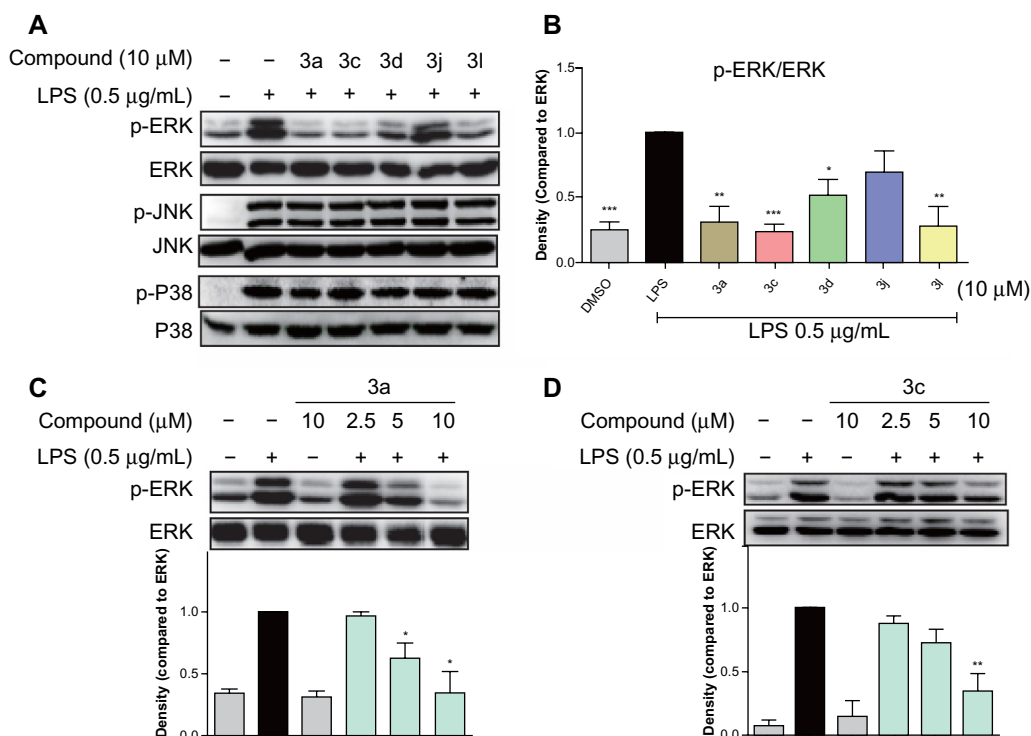 A
Compound (10 μM) – – 3a 3c 3d 3j 3l
LPS (0.5 μg/mL) – + + + + + +
p-ERK
ERK
p-JNK
JNK
p-P38
P38
B
p-ERK/ERK
Density (Compared to ERK)
1.5
1.0
0.5
0.0
*** ** *** * **
DMSO LPS 3a 3c 3d 3j 3l (10 μM)
LPS 0.5 μg/mL
C
3a
Compound (μM) – – 10 2.5 5 10
LPS (0.5 μg/mL) – + – + + +
p-ERK
ERK
Density (compared to ERK)
1.0
0.5
0.0
* *
D
3c
Compound (μM) – – 10 2.5 5 10
LPS (0.5 μg/mL) – + – + + +
p-ERK
ERK
Density (compared to ERK)
1.0
0.5
0.0
**